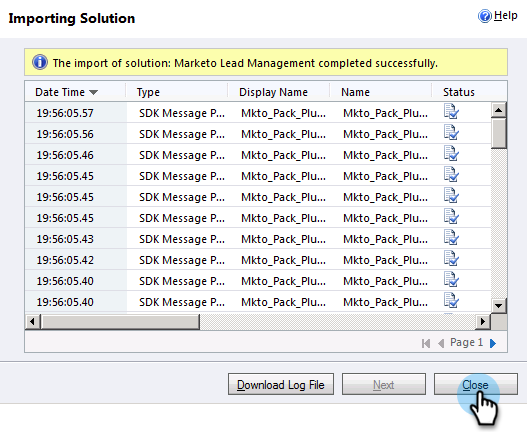 Importing Solution
Help
The import of solution: Marketo Lead Management completed successfully.
Date Time Type Display Name Name Status
19:56:05.57 SDK Message P... Mkto_Pack_Plu... Mkto_Pack_Plu...
19:56:05.56 SDK Message P... Mkto_Pack_Plu... Mkto_Pack_Plu...
19:56:05.46 SDK Message P... Mkto_Pack_Plu... Mkto_Pack_Plu...
19:56:05.45 SDK Message P... Mkto_Pack_Plu... Mkto_Pack_Plu...
19:56:05.45 SDK Message P... Mkto_Pack_Plu... Mkto_Pack_Plu...
19:56:05.45 SDK Message P... Mkto_Pack_Plu... Mkto_Pack_Plu...
19:56:05.43 SDK Message P... Mkto_Pack_Plu... Mkto_Pack_Plu...
19:56:05.42 SDK Message P... Mkto_Pack_Plu... Mkto_Pack_Plu...
19:56:05.40 SDK Message P... Mkto_Pack_Plu... Mkto_Pack_Plu...
19:56:05.40 SDK Message P... Mkto_Pack_Plu... Mkto_Pack_Plu...
Page 1
Download Log File Next Close